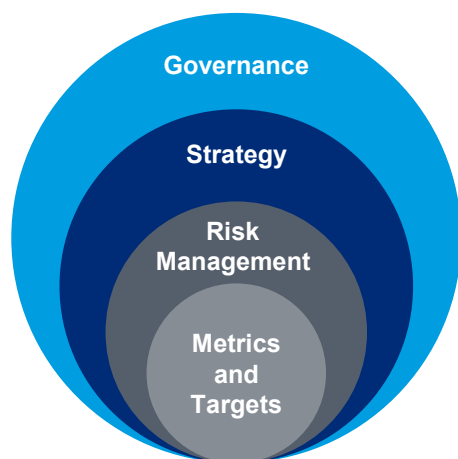 Governance
Strategy
Risk
Management
Metrics
and
Targets